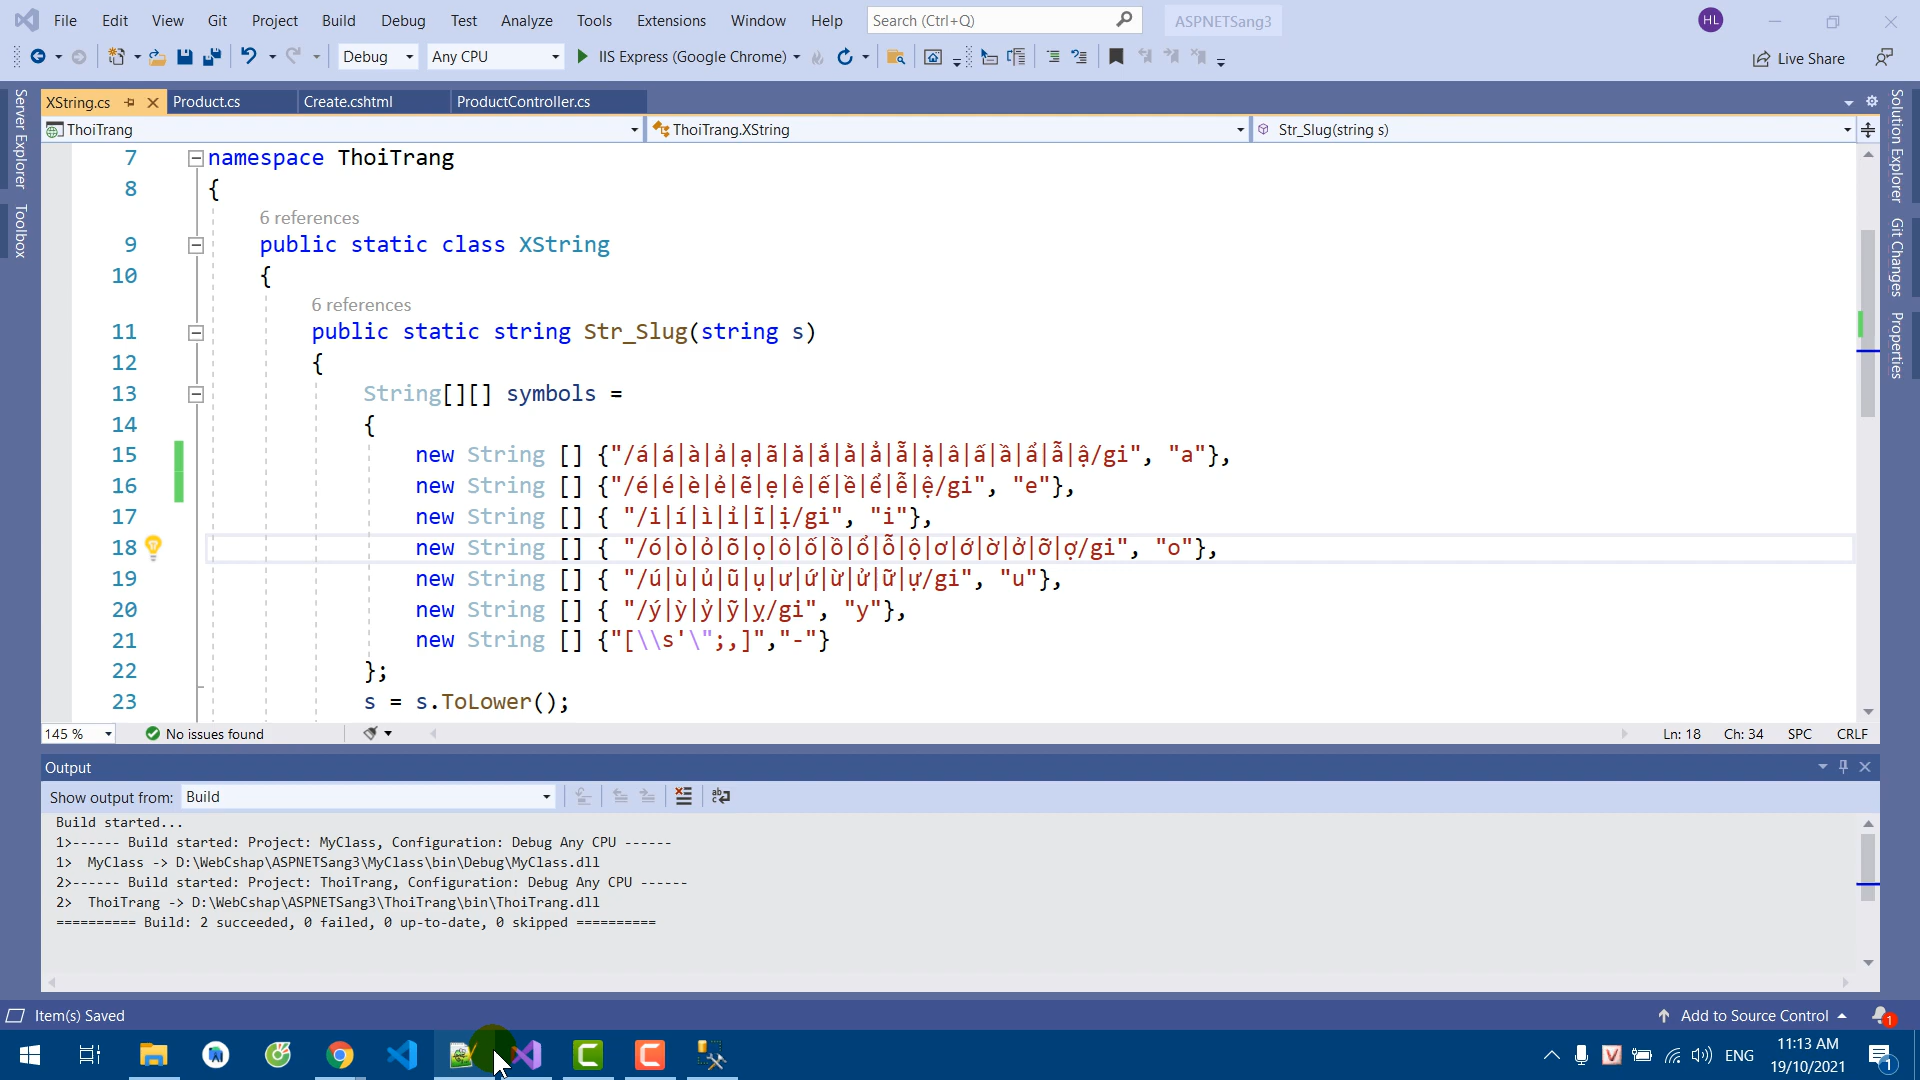 File Edit View Git Project Build Debug Test Analyze Tools Extensions Window Help Search (Ctrl+Q) ASPNETSang3 HL
Debug Any CPU IIS Express (Google Chrome) Live Share
XString.cs Product.cs Create.cshtml ProductController.cs
ThoiTrang ThoiTrang.XString Str_Slug(string s)
Server Explorer
Toolbox
Solution Explorer
Git Changes
Properties
7 namespace ThoiTrang
8 {
6 references
9 public static class XString
10 {
6 references
11 public static string Str_Slug(string s)
12 {
13 String[][] symbols =
14 {
15 new String [] {"/á|á|à|ả|ạ|ã|ă|ắ|ằ|ẳ|ẵ|ặ|â|ấ|ầ|ẩ|ẫ|ậ/gi", "a"},
16 new String [] {"/é|é|è|ẻ|ẽ|ẹ|ê|ế|ề|ể|ễ|ệ/gi", "e"},
17 new String [] { "/i|í|ì|ỉ|ĩ|ị/gi", "i"},
18 new String [] { "/ó|ò|ỏ|õ|ọ|ô|ố|ồ|ổ|ỗ|ộ|ơ|ớ|ờ|ở|ỡ|ợ/gi", "o"},
19 new String [] { "/ú|ù|ủ|ũ|ụ|ư|ứ|ừ|ử|ữ|ự/gi", "u"},
20 new String [] { "/ý|ỳ|ỷ|ỹ|ỵ/gi", "y"},
21 new String [] {"[\\s'\";,]","-"}
22 };
23 s = s.ToLower();
145 % No issues found Ln: 18 Ch: 34 SPC CRLF
Output
Show output from: Build
Build started...
1>------ Build started: Project: MyClass, Configuration: Debug Any CPU ------
1> MyClass -> D:\WebCshap\ASPNETSang3\MyClass\bin\Debug\MyClass.dll
2>------ Build started: Project: ThoiTrang, Configuration: Debug Any CPU ------
2> ThoiTrang -> D:\WebCshap\ASPNETSang3\ThoiTrang\bin\ThoiTrang.dll
========== Build: 2 succeeded, 0 failed, 0 up-to-date, 0 skipped ==========
Item(s) Saved Add to Source Control 1
ENG 11:13 AM
19/10/2021 1